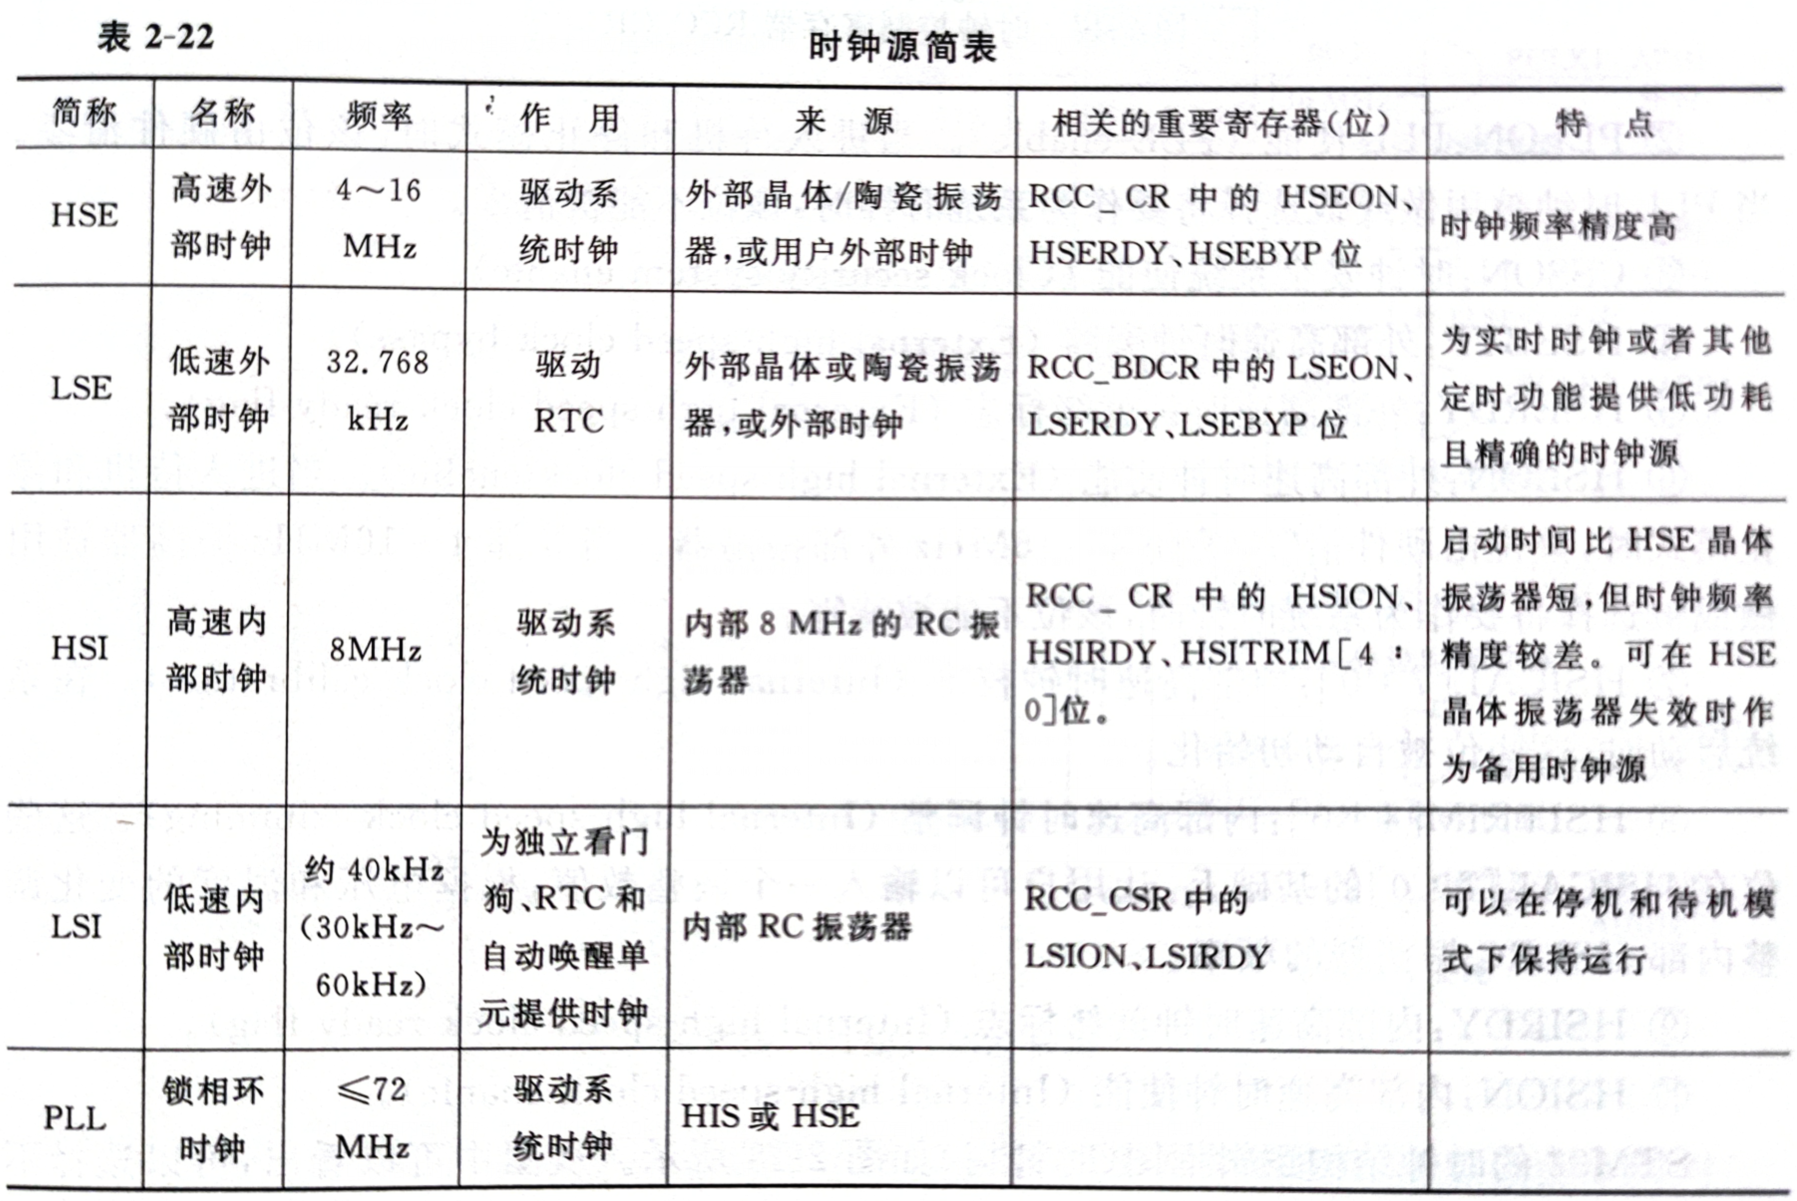 表 2-22
时钟源简表
简称 名称 频率 作 用 来 源 相关的重要寄存器(位) 特 点
HSE
高速外
部时钟
4～16
MHz
驱动系
统时钟
外部晶体/陶瓷振荡
器,或用户外部时钟
RCC_CR 中的 HSEON、
HSERDY、HSEBYP 位
时钟频率精度高
LSE
低速外
部时钟
32.768
kHz
驱动
RTC
外部晶体或陶瓷振荡
器,或外部时钟
RCC_BDCR 中的 LSEON、
LSERDY、LSEBYP 位
为实时时钟或者其他
定时功能提供低功耗
且精确的时钟源
HSI
高速内
部时钟
8MHz
驱动系
统时钟
内部 8 MHz 的 RC 振
荡器
RCC_ CR 中的 HSION、
HSIRDY、HSITRIM[4：
0]位。
启动时间比 HSE 晶体
振荡器短,但时钟频率
精度较差。可在 HSE
晶体振荡器失效时作
为备用时钟源
LSI
低速内
部时钟
约 40kHz
(30kHz～
60kHz)
为独立看门
狗、RTC 和
自动唤醒单
元提供时钟
内部 RC 振荡器
RCC_CSR 中的
LSION、LSIRDY
可以在停机和待机模
式下保持运行
PLL
锁相环
时钟
≤72
MHz
驱动系
统时钟
HIS 或 HSE